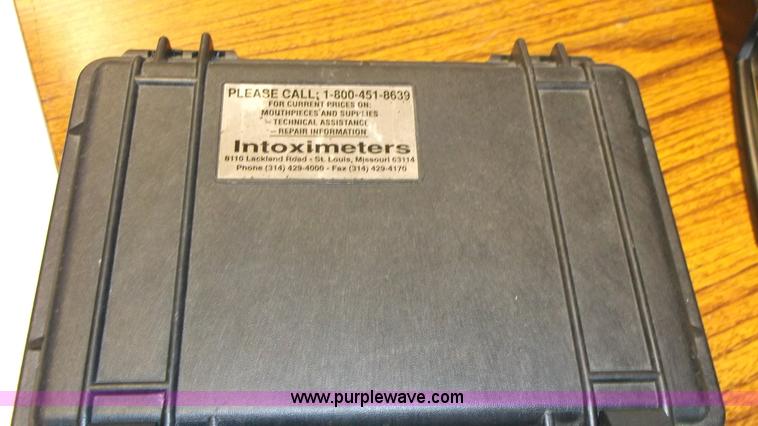 PLEASE CALL; 1-800-451-8639
FOR CURRENT PRICES ON:
MOUTHPIECES AND SUPPLIES
- TECHNICAL ASSISTANCE
- REPAIR INFORMATION
Intoximeters
8110 Lackland Road - St. Louis, Missouri 63114
Phone (314) 429-4000 - Fax (314) 429-4170
www.purplewave.com